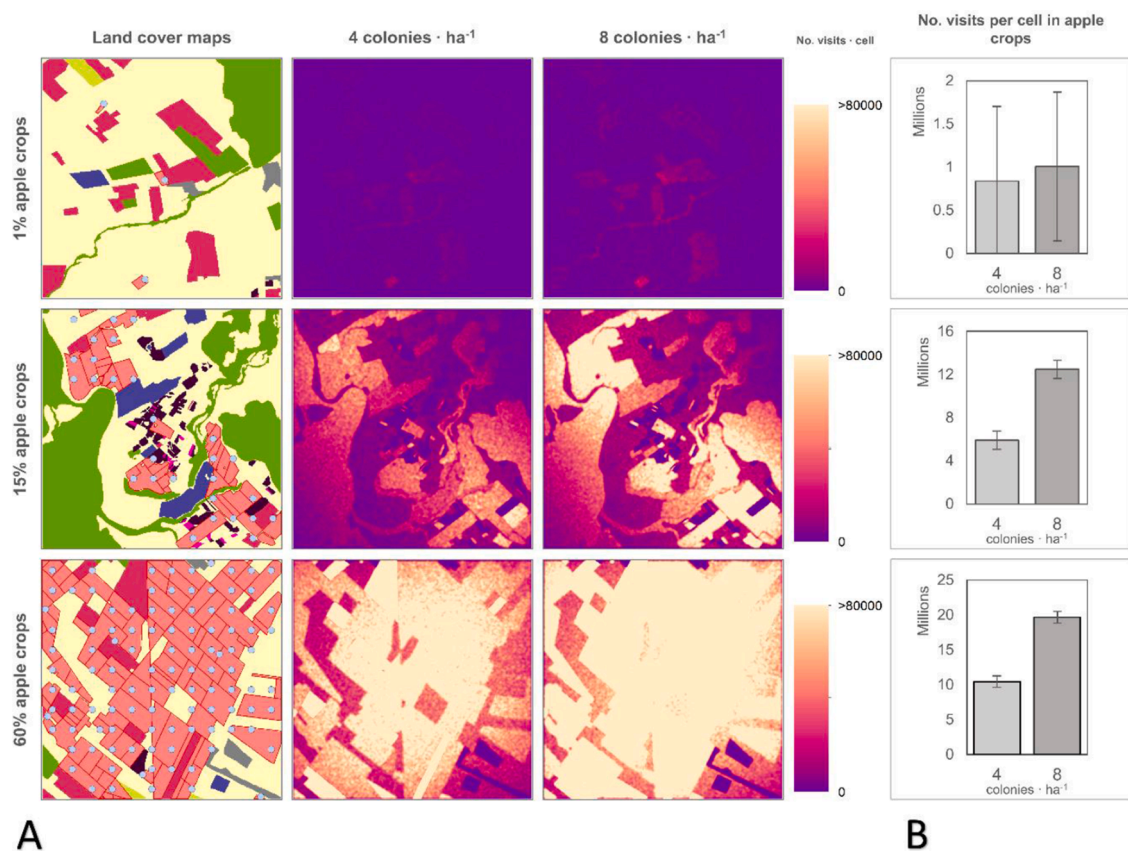 Land cover maps
4 colonies · ha⁻¹
8 colonies · ha⁻¹
No. visits · cell
No. visits per cell in apple
crops
1% apple crops
>80000
0
Millions
2
1.5
1
0.5
0
4
8
colonies · ha⁻¹
15% apple crops
>80000
0
Millions
16
12
8
4
0
4
8
colonies · ha⁻¹
60% apple crops
>80000
0
Millions
25
20
15
10
5
0
4
8
colonies · ha⁻¹
A
B